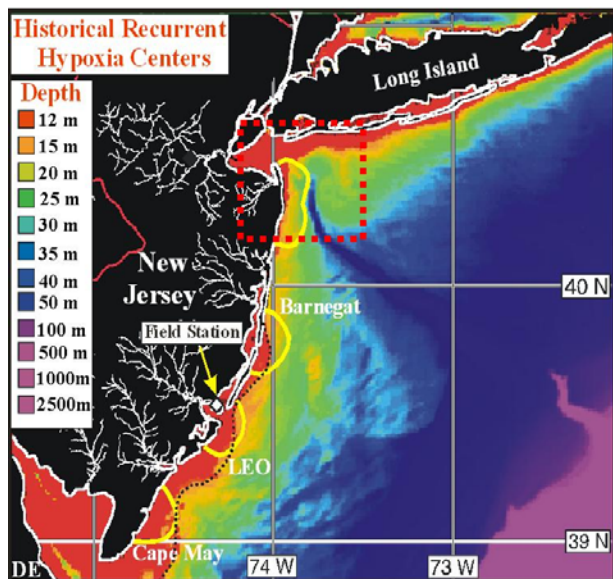 Historical Recurrent
Hypoxia Centers
Long Island
Depth
12 m
15 m
20 m
25 m
30 m
35 m
40 m
50 m
100 m
500 m
1000m
2500m
New
Jersey
40 N
Barnegat
Field Station
LEO
Cape May
39 N
DE
74 W
73 W